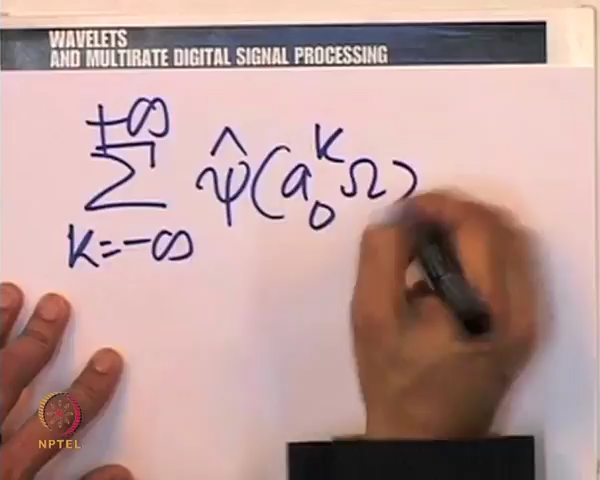 WAVELETS
AND MULTIRATE DIGITAL SIGNAL PROCESSING
+∞
Σ ψ̂(a₀ᵏΩ)
k=-∞
NPTEL